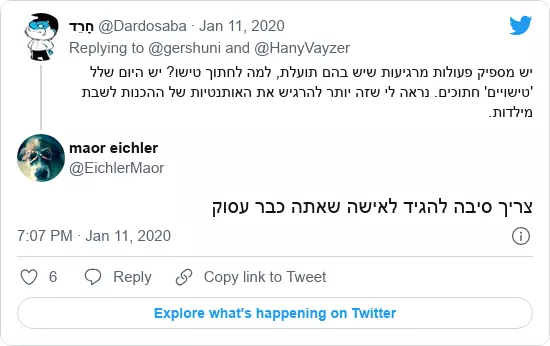 חָרֵד @Dardosaba · Jan 11, 2020
Replying to @gershuni and @HanyVayzer
יש מספיק פעולות מרגיעות שיש בהם תועלת, למה לחתוך טישו? יש היום שלל
'טישויים' חתוכים. נראה לי שזה יותר להרגיש את האותנטיות של ההכנות לשבת
מילדות.
maor eichler
@EichlerMaor
צריך סיבה להגיד לאישה שאתה כבר עסוק
7:07 PM · Jan 11, 2020
6 Reply Copy link to Tweet
Explore what's happening on Twitter